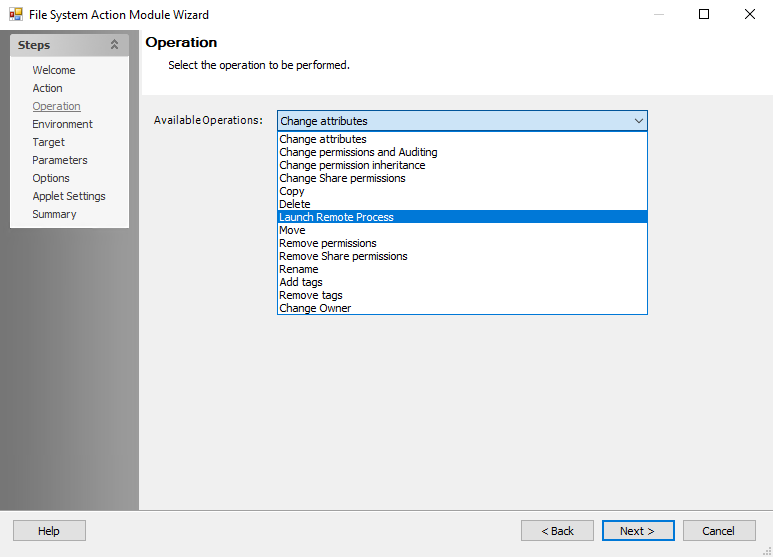 File System Action Module Wizard
Steps
Welcome
Action
Operation
Environment
Target
Parameters
Options
Applet Settings
Summary
Operation
Select the operation to be performed.
Available Operations: Change attributes
Change attributes
Change permissions and Auditing
Change permission inheritance
Change Share permissions
Copy
Delete
Launch Remote Process
Move
Remove permissions
Remove Share permissions
Rename
Add tags
Remove tags
Change Owner
Help < Back Next > Cancel